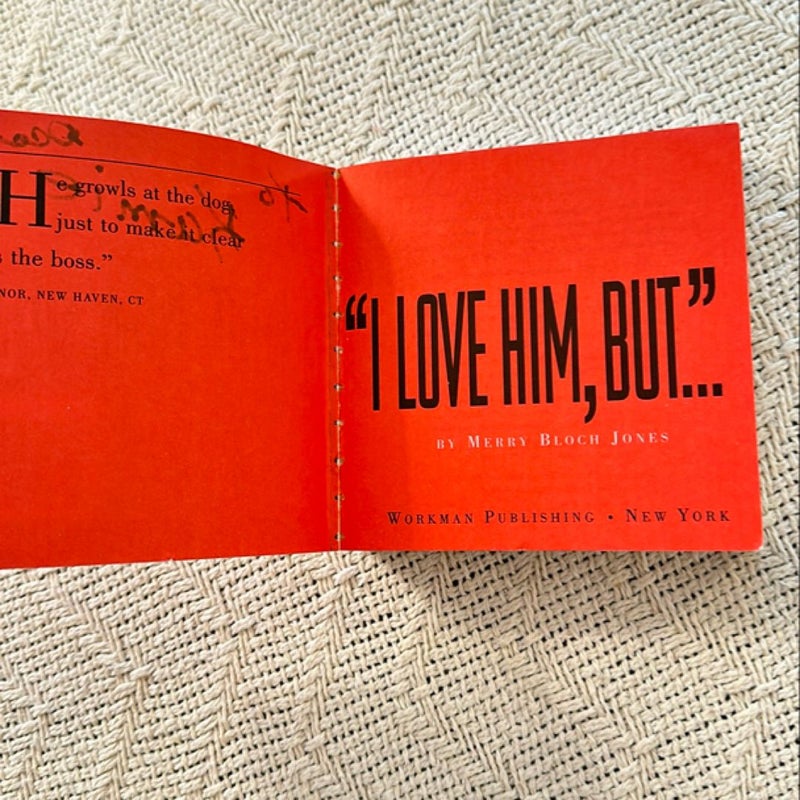 He growls at the dog,
just to make it clear
the boss.”
NOR, NEW HAVEN, CT
“I LOVE HIM, BUT”...
BY MERRY BLOCH JONES
WORKMAN PUBLISHING • NEW YORK